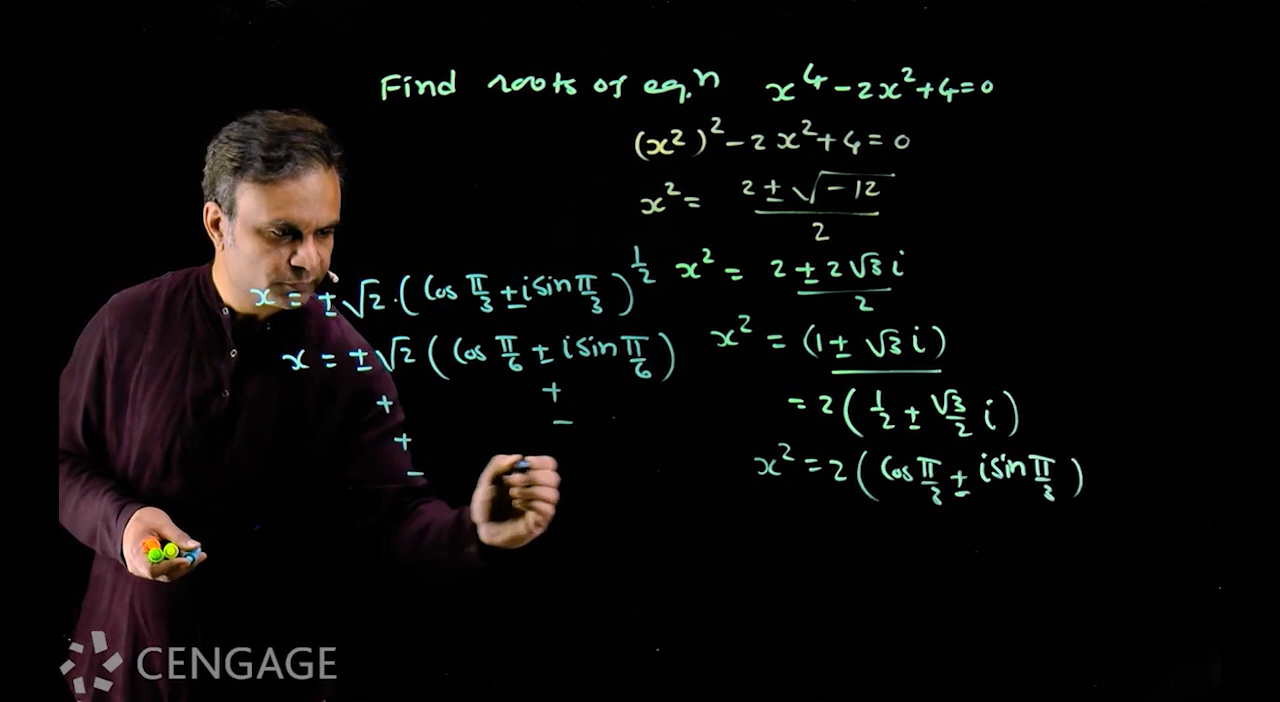 Find roots of eq.n x⁴ - 2x² + 4 = 0
(x²)² - 2x² + 4 = 0
x² = 2 ± √-12 / 2
x² = 2 ± 2√3 i / 2
x² = (1 ± √3 i)
= 2 (1/2 ± √3/2 i)
x² = 2 (Cos π/3 ± i Sin π/3)
x = ± √2 . (Cos π/3 ± i Sin π/3)^1/2
x = ± √2 (Cos π/6 ± i Sin π/6)
+ +
+ -
-
CENGAGE